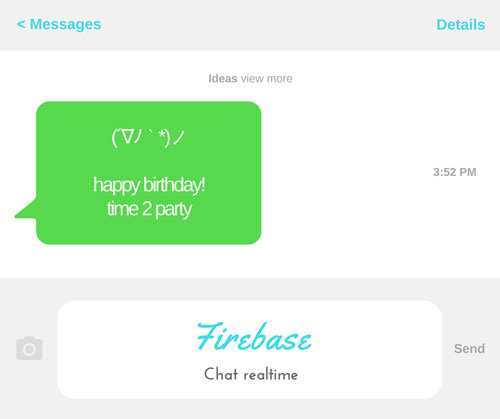 < Messages
Details
Ideas view more
(´∇ﾉ ` *)ノ
happy birthday!
time 2 party
3:52 PM
Firebase
Chat realtime
Send